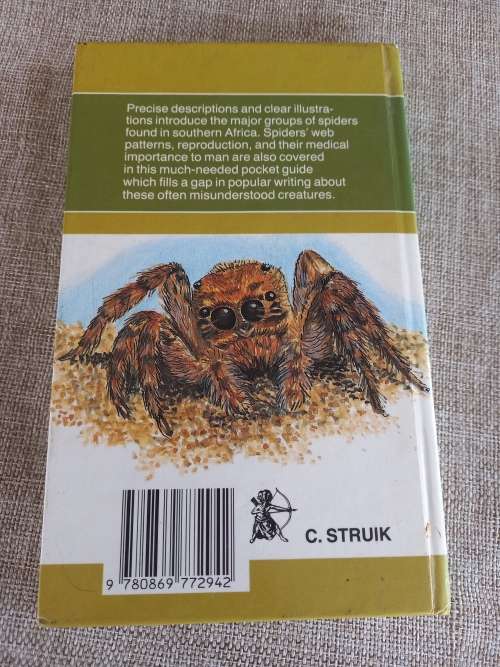 Precise descriptions and clear illustra-
tions introduce the major groups of spiders
found in southern Africa. Spiders' web
patterns, reproduction, and their medical
importance to man are also covered
in this much-needed pocket guide
which fills a gap in popular writing about
these often misunderstood creatures.
C. STRUIK
9 780869 772942